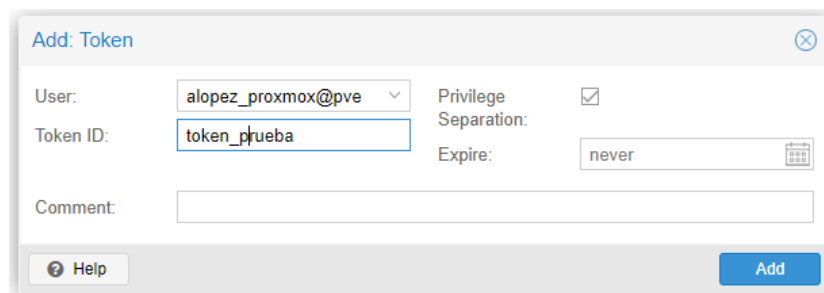 Add: Token
User:
alopez_proxmox@pve
Token ID:
token_prueba
Privilege
Separation:
Expire:
never
Comment:
Help
Add